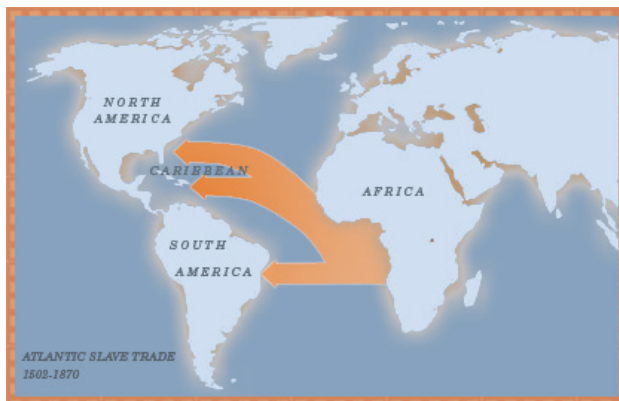 NORTH
AMERICA
CARIBBEAN
AFRICA
SOUTH
AMERICA
ATLANTIC SLAVE TRADE
1502-1870